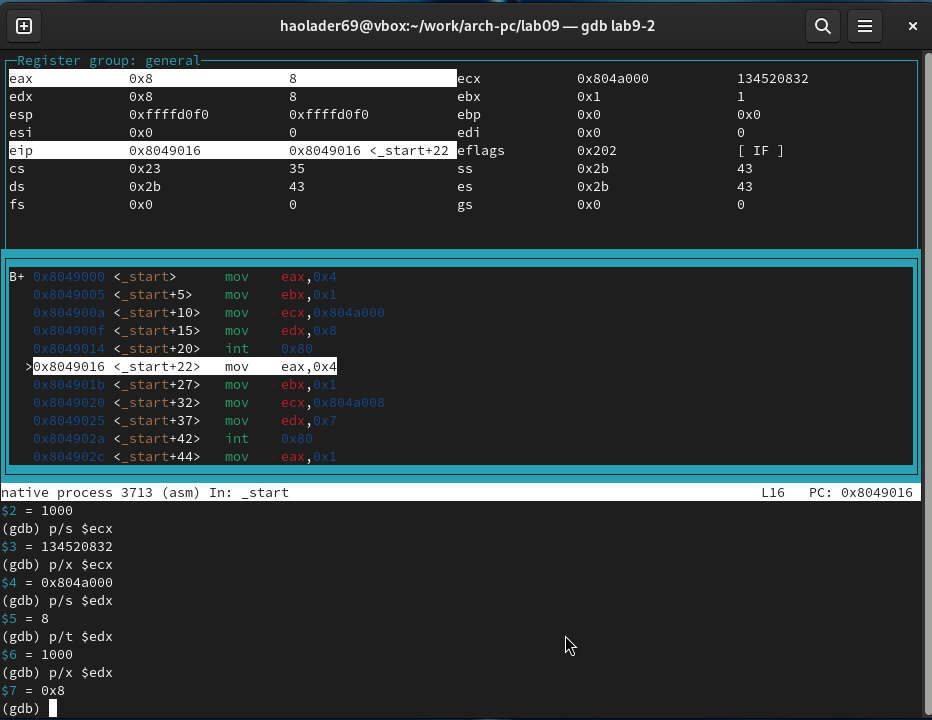 haolader69@vbox:~/work/arch-pc/lab09 — gdb lab9-2
Register group: general
eax 0x8 8 ecx 0x804a000 134520832
edx 0x8 8 ebx 0x1 1
esp 0xffffd0f0 0xffffd0f0 ebp 0x0 0x0
esi 0x0 0 edi 0x0 0
eip 0x8049016 0x8049016 <_start+22 eflags 0x202 [ IF ]
cs 0x23 35 ss 0x2b 43
ds 0x2b 43 es 0x2b 43
fs 0x0 0 gs 0x0 0
B+ 0x8049000 <_start> mov eax,0x4
0x8049005 <_start+5> mov ebx,0x1
0x804900a <_start+10> mov ecx,0x804a000
0x804900f <_start+15> mov edx,0x8
0x8049014 <_start+20> int 0x80
>0x8049016 <_start+22> mov eax,0x4
0x804901b <_start+27> mov ebx,0x1
0x8049020 <_start+32> mov ecx,0x804a008
0x8049025 <_start+37> mov edx,0x7
0x804902a <_start+42> int 0x80
0x804902c <_start+44> mov eax,0x1
native process 3713 (asm) In: _start L16 PC: 0x8049016
$2 = 1000
(gdb) p/s $ecx
$3 = 134520832
(gdb) p/x $ecx
$4 = 0x804a000
(gdb) p/s $edx
$5 = 8
(gdb) p/t $edx
$6 = 1000
(gdb) p/x $edx
$7 = 0x8
(gdb)